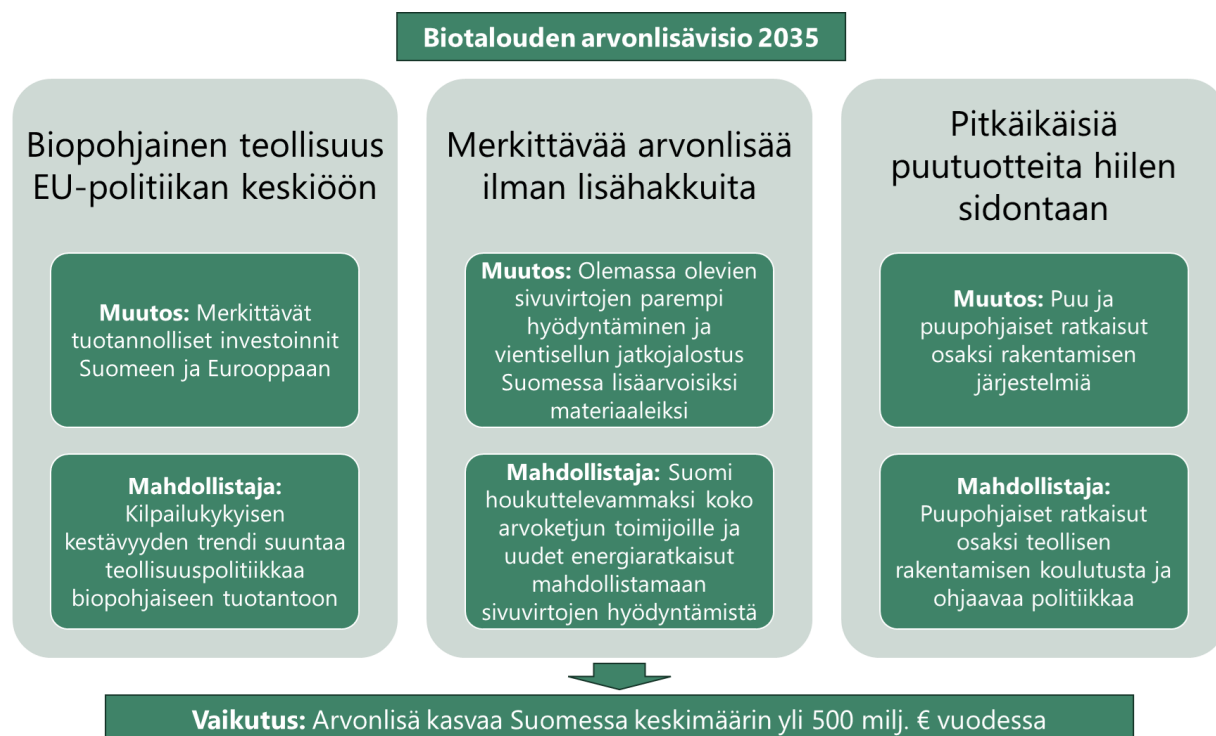 Biotalouden arvonlisävisio 2035
Biopohjainen teollisuus
EU-politiikan keskiöön
Muutos: Merkittävät
tuotannolliset investoinnit
Suomeen ja Eurooppaan
Mahdollistaja:
Kilpailukykyisen
kestävyyden trendi suuntaa
teollisuuspolitiikkaa
biopohjaiseen tuotantoon
Merkittävää arvonlisää
ilman lisähakkuita
Muutos: Olemassa olevien
sivuvirtojen parempi
hyödyntäminen ja
vientisellun jatkojalostus
Suomessa lisäarvoisiksi
materiaaleiksi
Mahdollistaja: Suomi
houkuttelevammaksi koko
arvoketjun toimijoille ja
uudet energiaratkaisut
mahdollistamaan
sivuvirtojen hyödyntämistä
Pitkäikäisiä
puutuotteita hiilen
sidontaan
Muutos: Puu ja
puupohjaiset ratkaisut
osaksi rakentamisen
järjestelmiä
Mahdollistaja:
Puupohjaiset ratkaisut
osaksi teollisen
rakentamisen koulutusta ja
ohjaavaa politiikkaa
Vaikutus: Arvonlisä kasvaa Suomessa keskimäärin yli 500 milj. € vuodessa